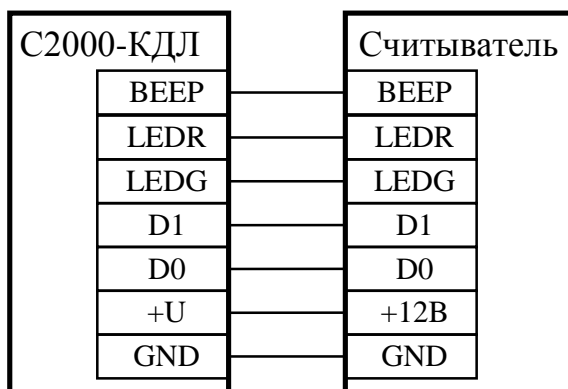 С2000-КДЛ Считыватель
BEEP BEEP
LEDR LEDR
LEDG LEDG
D1 D1
D0 D0
+U +12В
GND GND